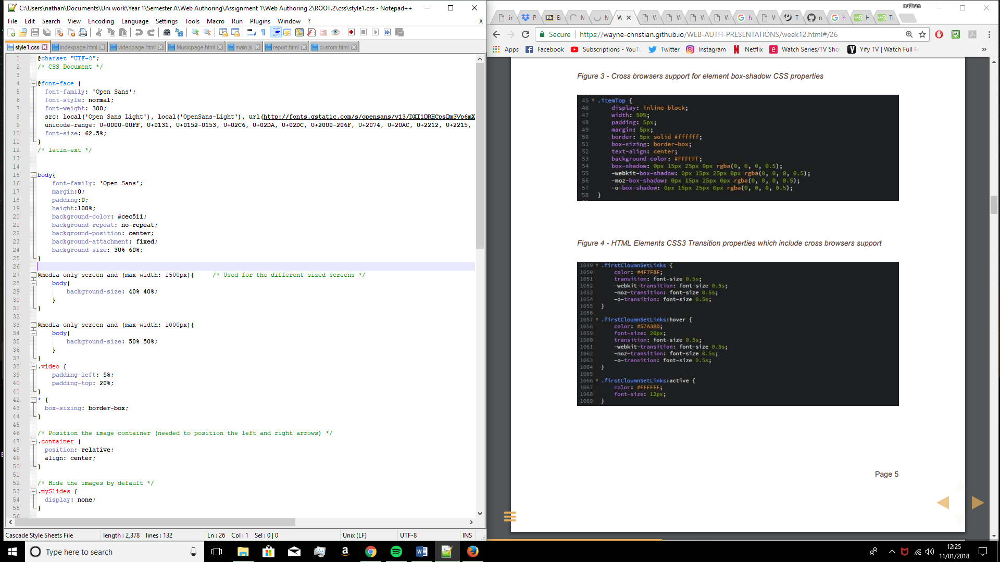 C:\Users\nathan\Documents\Uni work\Year 1\Semester A\Web Authoring\Assignment 1\Web Authoring 2\ROOT.2\css\style1.css - Notepad++
File Edit Search View Encoding Language Settings Tools Macro Run Plugins Window ? X
style1.css indexpage.html videopage.html Musicpage.html main.js report.html custom.html
1 @charset "UTF-8";
2 /* CSS Document */
3
4 @font-face {
5 font-family: 'Open Sans';
6 font-style: normal;
7 font-weight: 300;
8 src: local('Open Sans Light'), local('OpenSans-Light'), url(http://fonts.gstatic.com/s/opensans/v13/DXI1ORHCpsQm3Vp6mX
9 unicode-range: U+0000-00FF, U+0131, U+0152-0153, U+02C6, U+02DA, U+02DC, U+2000-206F, U+2074, U+20AC, U+2212, U+2215,
10 font-size: 62.5%;
11 }
12 /* latin-ext */
13
14
15 body{
16 font-family: 'Open Sans';
17 margin:0;
18 padding:0;
19 height:100%;
20 background-color: #cec511;
21 background-repeat: no-repeat;
22 background-position: center;
23 background-attachment: fixed;
24 background-size: 30% 60%;
25 }
26
27 @media only screen and (max-width: 1500px){ /* Used for the different sized screens */
28 body{
29 background-size: 40% 40%;
30 }
31 }
32
33 @media only screen and (max-width: 1000px){
34 body{
35 background-size: 50% 50%;
36 }
37 }
38 .video {
39 padding-left: 5%;
40 padding-top: 20%;
41 }
42 * {
43 box-sizing: border-box;
44 }
45
46 /* Position the image container (needed to position the left and right arrows) */
47 .container {
48 position: relative;
49 align: center;
50 }
51
52 /* Hide the images by default */
53 .mySlides {
54 display: none;
55 }
56
Cascade Style Sheets File length : 2,378 lines : 132 Ln : 26 Col : 1 Sel : 0 | 0 Unix (LF) UTF-8 INS
nathan
Secure https://wayne-christian.github.io/WEB-AUTH-PRESENTATIONS/week12.html#/26
Apps Facebook Subscriptions - YouTu Twitter Instagram Netflix Watch Series/TV Sho Yify TV | Watch Full F »
Figure 3 - Cross browsers support for element box-shadow CSS properties
45 .itemTop {
46 display: inline-block;
47 width: 50%;
48 padding: 5px;
49 margin: 5px;
50 border: 5px solid #ffffff;
51 box-sizing: border-box;
52 text-align: center;
53 background-color: #FFFFFF;
54 box-shadow: 0px 15px 25px 0px rgba(0, 0, 0, 0.5);
55 -webkit-box-shadow: 0px 15px 25px 0px rgba(0, 0, 0, 0.5);
56 -moz-box-shadow: 0px 15px 25px 0px rgba(0, 0, 0, 0.5);
57 -o-box-shadow: 0px 15px 25px 0px rgba(0, 0, 0, 0.5);
58 }
Figure 4 - HTML Elements CSS3 Transition properties which include cross browsers support
1049 .firstCloumnSetLinks {
1050 color: #4F7F8F;
1051 transition: font-size 0.5s;
1052 -webkit-transition: font-size 0.5s;
1053 -moz-transition: font-size 0.5s;
1054 -o-transition: font-size 0.5s;
1055 }
1056
1057 .firstCloumnSetLinks:hover {
1058 color: #57A3BD;
1059 font-size: 20px;
1060 transition: font-size 0.5s;
1061 -webkit-transition: font-size 0.5s;
1062 -moz-transition: font-size 0.5s;
1063 -o-transition: font-size 0.5s;
1064 }
1065
1066 .firstCloumnSetLinks:active {
1067 color: #FFFFFF;
1068 font-size: 12px;
1069 }
Page 5
Type here to search
12:25
11/01/2018